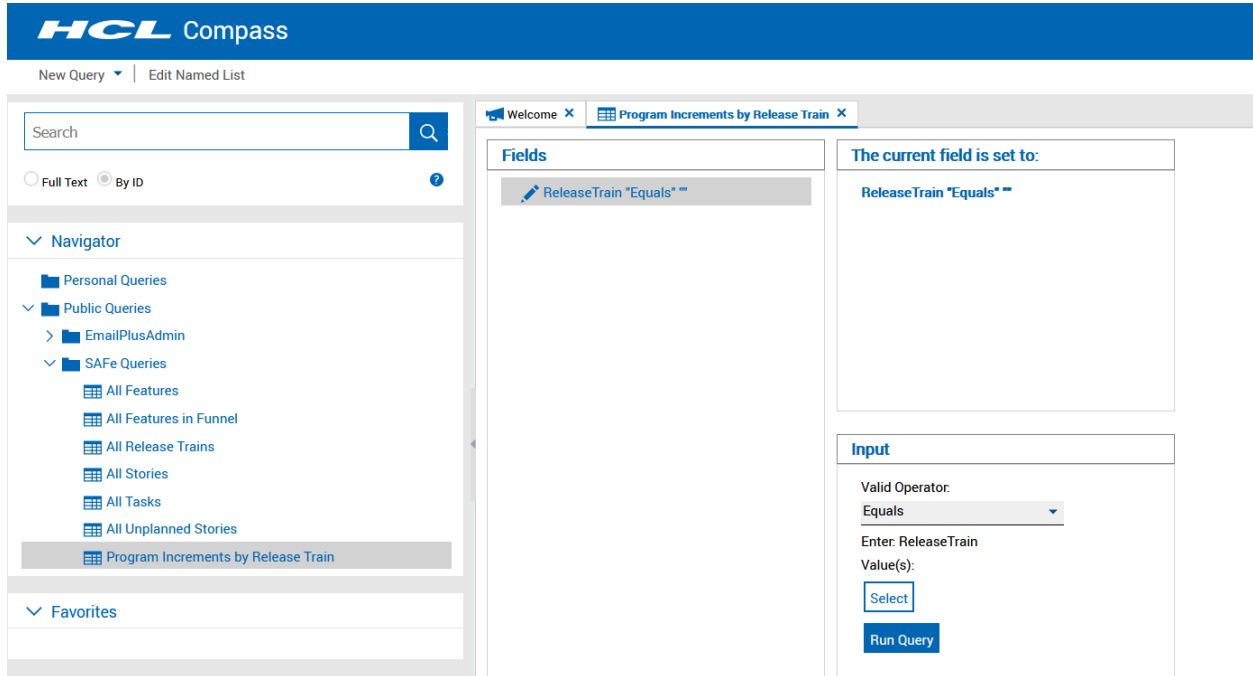 HCL Compass
New Query Edit Named List
Search
Full Text By ID ?
Navigator
Personal Queries
Public Queries
EmailPlusAdmin
SAFe Queries
All Features
All Features in Funnel
All Release Trains
All Stories
All Tasks
All Unplanned Stories
Program Increments by Release Train
Favorites
Welcome Program Increments by Release Train
Fields
ReleaseTrain "Equals" ""
The current field is set to:
ReleaseTrain "Equals" ""
Input
Valid Operator:
Equals
Enter: ReleaseTrain
Value(s):
Select
Run Query